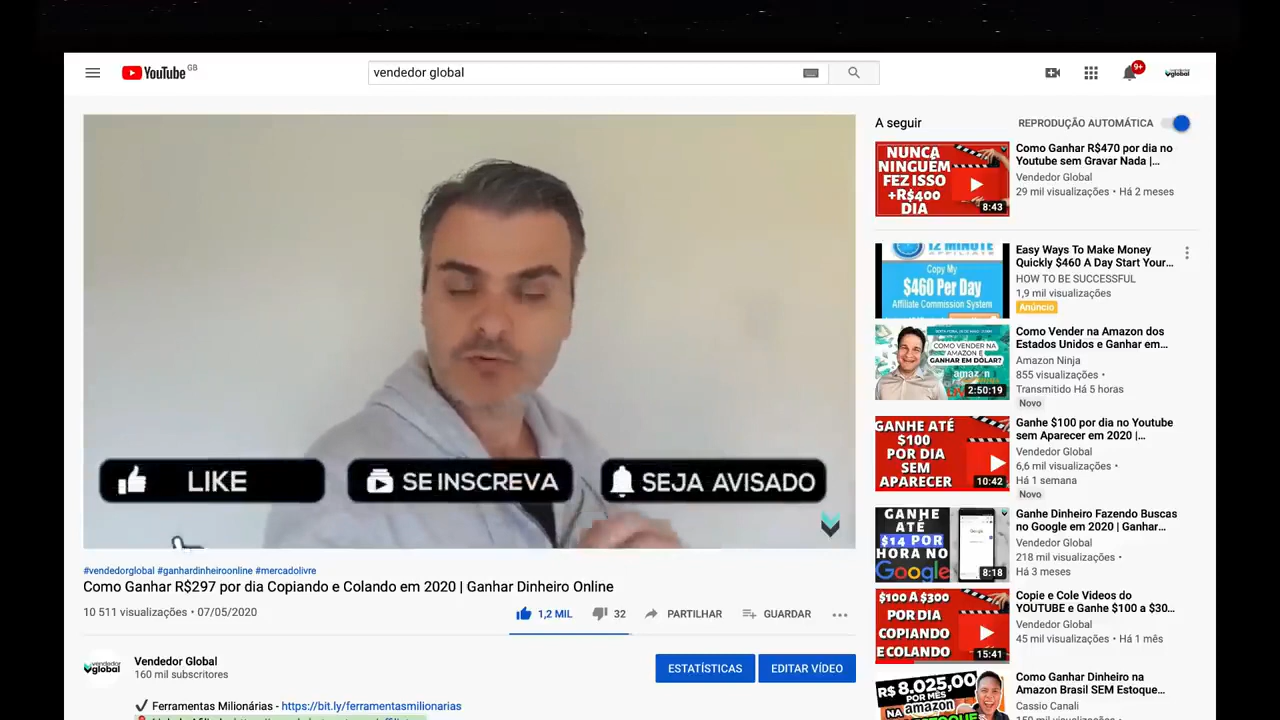 YouTube GB
vendedor global
9+
vendedor
global
LIKE
SE INSCREVA
SEJA AVISADO
#vendedorglobal #ganhardinheiroonline #mercadolivre
Como Ganhar R$297 por dia Copiando e Colando em 2020 | Ganhar Dinheiro Online
10 511 visualizações • 07/05/2020
1,2 MIL
32
PARTILHAR
GUARDAR
vendedor
global
Vendedor Global
160 mil subscritores
ESTATÍSTICAS
EDITAR VÍDEO
Ferramentas Milionárias - https://bit.ly/ferramentasmilionarias
A seguir
REPRODUÇÃO AUTOMÁTICA
NUNCA
NINGUÉM
FEZ ISSO
+R$400
DIA
8:43
Como Ganhar R$470 por dia no
Youtube sem Gravar Nada |...
Vendedor Global
29 mil visualizações • Há 2 meses
12 MINUTE
AFFILIATE
Copy My
$460 Per Day
Affiliate Commission System
Easy Ways To Make Money
Quickly $460 A Day Start Your...
HOW TO BE SUCCESSFUL
1,9 mil visualizações
Anúncio
COMO VENDER NA
AMAZON E
GANHAR EM DÓLAR?
amazon
2:50:19
Como Vender na Amazon dos
Estados Unidos e Ganhar em...
Amazon Ninja
855 visualizações •
Transmitido Há 5 horas
Novo
GANHE ATÉ
$100
POR DIA
SEM
APARECER
10:42
Ganhe $100 por dia no Youtube
sem Aparecer em 2020 |...
6,6 mil visualizações •
Há 1 semana
Novo
GANHE
ATÉ
$14 POR
HORA NO
Google
8:18
Ganhe Dinheiro Fazendo Buscas
no Google em 2020 | Ganhar...
Vendedor Global
218 mil visualizações •
Há 3 meses
$100 A $300
POR DIA
COPIANDO
E COLANDO
15:41
Copie e Cole Videos do
YOUTUBE e Ganhe $100 a $30...
Vendedor Global
45 mil visualizações • Há 1 mês
R$ 8.025,00
POR MÊS
NA amazon
Como Ganhar Dinheiro na
Amazon Brasil SEM Estoque...
Cassio Canali